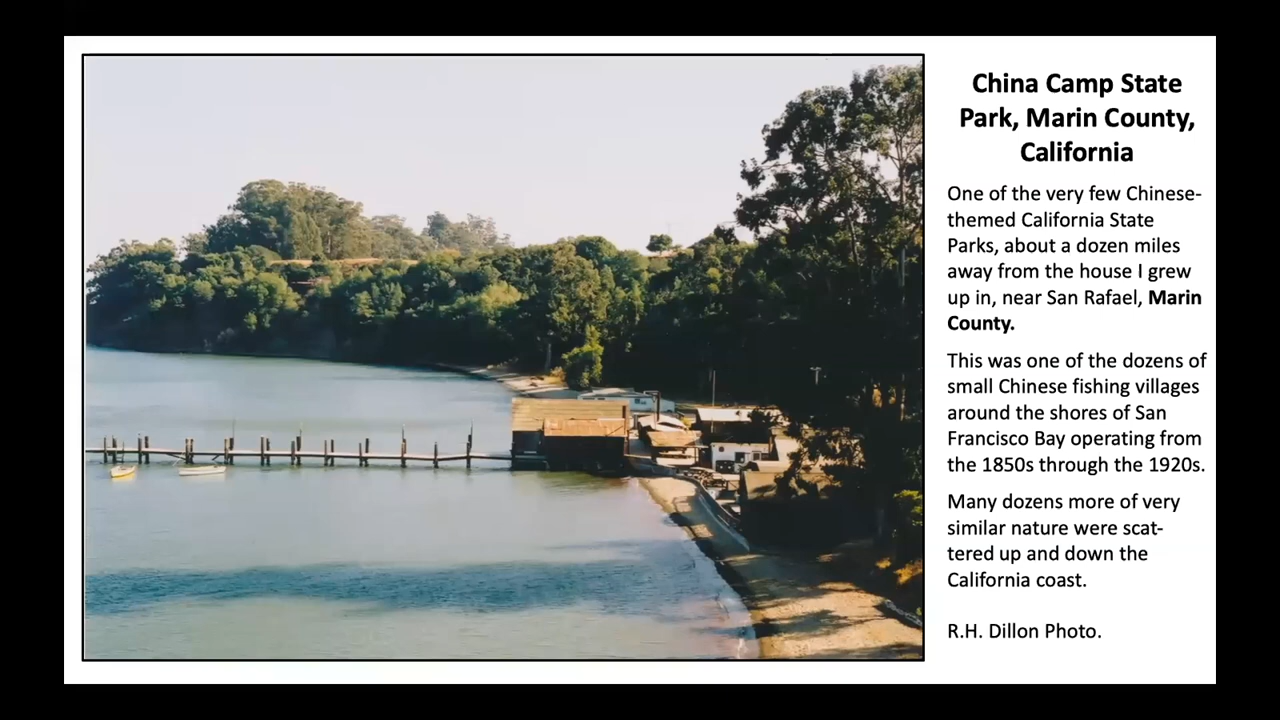 China Camp State
Park, Marin County,
California
One of the very few Chinese-
themed California State
Parks, about a dozen miles
away from the house I grew
up in, near San Rafael, Marin
County.
This was one of the dozens of
small Chinese fishing villages
around the shores of San
Francisco Bay operating from
the 1850s through the 1920s.
Many dozens more of very
similar nature were scat-
tered up and down the
California coast.
R.H. Dillon Photo.